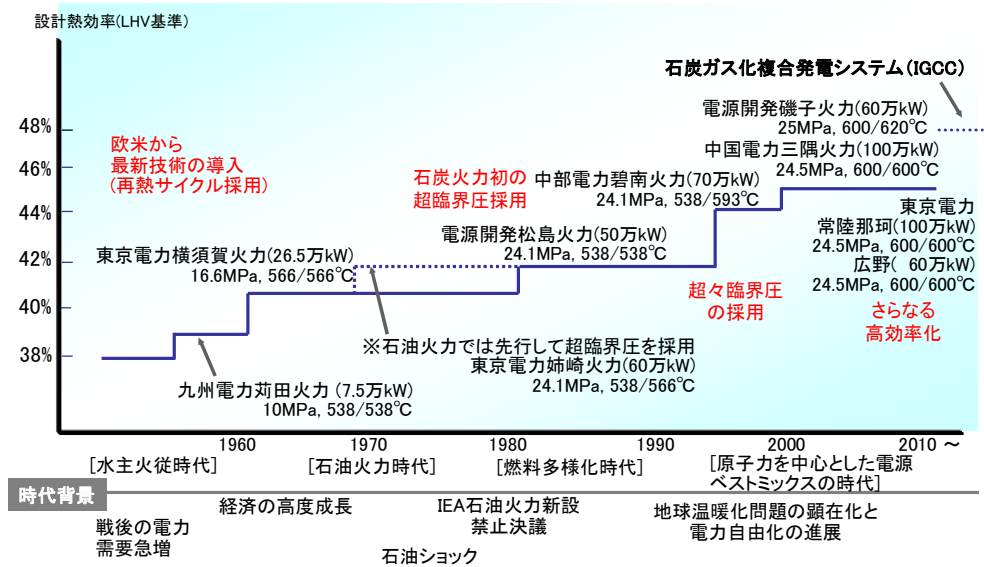 設計熱効率(LHV基準)
石炭ガス化複合発電システム(IGCC)
電源開発磯子火力(60万kW)
25MPa, 600/620℃
48%
欧米から
最新技術の導入
(再熱サイクル採用)
中国電力三隅火力(100万kW)
24.5MPa, 600/600℃
46%
石炭火力初の
超臨界圧採用
中部電力碧南火力(70万kW)
24.1MPa, 538/593℃
44%
東京電力
常陸那珂(100万kW)
24.5MPa, 600/600℃
広野( 60万kW)
24.5MPa, 600/600℃
電源開発松島火力(50万kW)
24.1MPa, 538/538℃
東京電力横須賀火力(26.5万kW)
16.6MPa, 566/566℃
42%
超々臨界圧
の採用
さらなる
高効率化
40%
※石油火力では先行して超臨界圧を採用
東京電力姉崎火力(60万kW)
24.1MPa, 538/566℃
38%
九州電力苅田火力 (7.5万kW)
10MPa, 538/538℃
1960 1970 1980 1990 2000 2010 ~
[水主火従時代] [石油火力時代] [燃料多様化時代] [原子力を中心とした電源
ベストミックスの時代]
時代背景
戦後の電力
需要急増
経済の高度成長
石油ショック
IEA石油火力新設
禁止決議
地球温暖化問題の顕在化と
電力自由化の進展